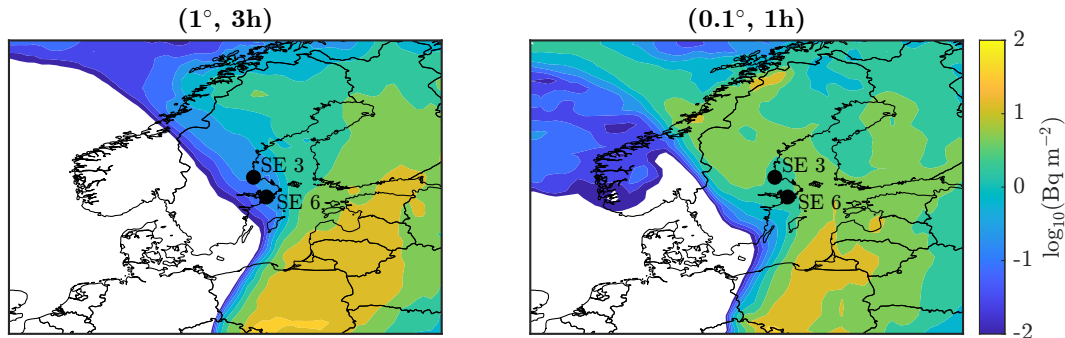 (1°, 3h)
SE 3
SE 6
(0.1°, 1h)
SE 3
SE 6
2
1
0
-1
-2
log₁₀(Bq m⁻²)